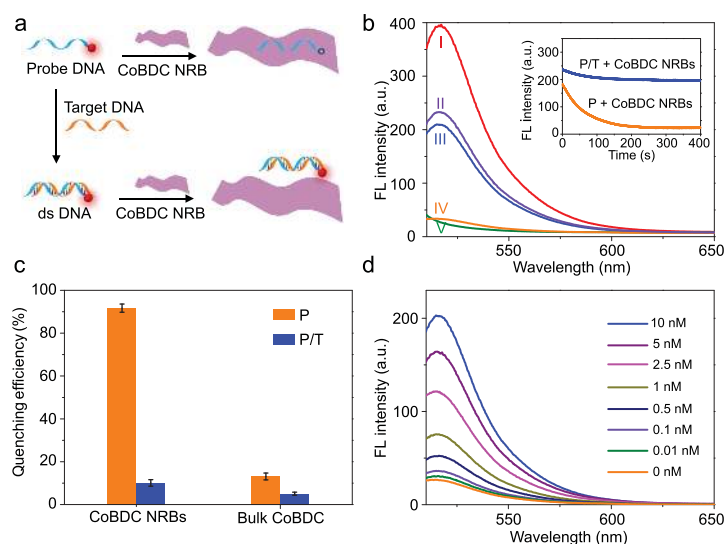 a
Probe DNA
CoBDC NRB
Target DNA
ds DNA
CoBDC NRB
b
FL intensity (a.u.)
400
300
200
100
0
I
II
III
IV
V
550
600
650
Wavelength (nm)
FL intensity (a.u.)
300
200
100
0
P/T + CoBDC NRBs
P + CoBDC NRBs
0
100
200
300
400
Time (s)
c
Quenching efficiency (%)
100
80
60
40
20
0
P
P/T
CoBDC NRBs
Bulk CoBDC
d
FL intensity (a.u.)
200
100
0
10 nM
5 nM
2.5 nM
1 nM
0.5 nM
0.1 nM
0.01 nM
0 nM
550
600
650
Wavelength (nm)